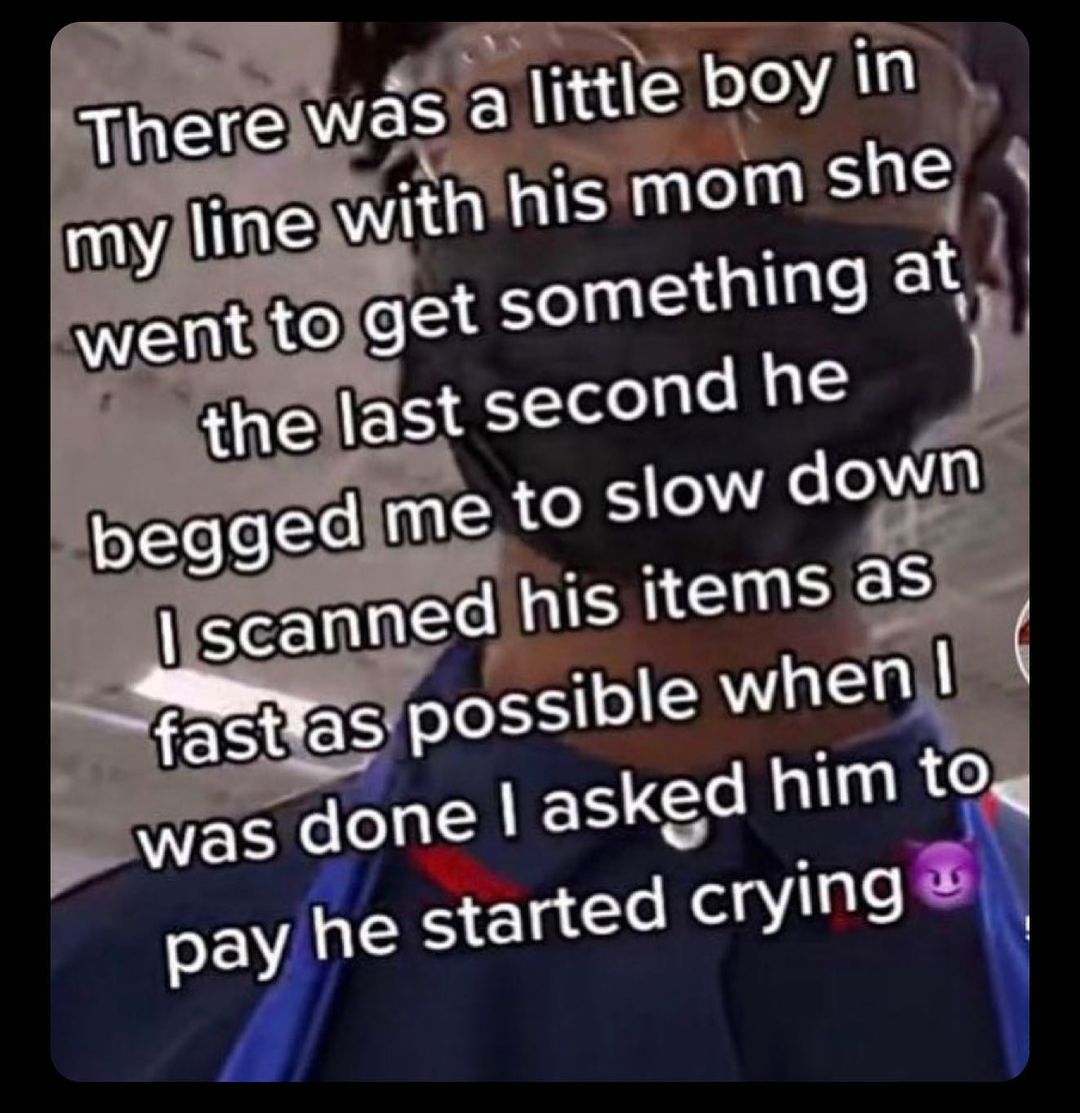 There was a little boy in
my line with his mom she
went to get something at
the last second he
begged me to slow down
I scanned his items as
fast as possible when I
was done I asked him to
pay he started crying😈